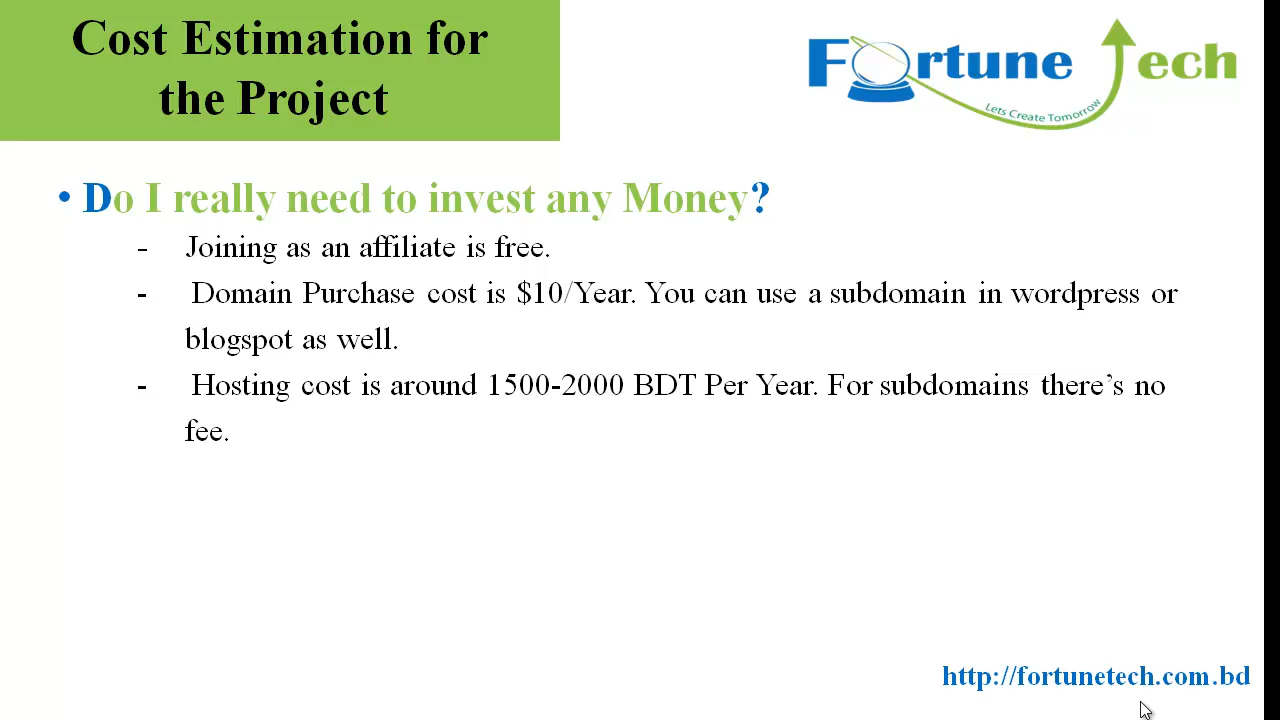 Cost Estimation for
the Project
Fortune Tech
Lets Create Tomorrow
• Do I really need to invest any Money?
- Joining as an affiliate is free.
- Domain Purchase cost is $10/Year. You can use a subdomain in wordpress or
blogspot as well.
- Hosting cost is around 1500-2000 BDT Per Year. For subdomains there’s no
fee.
http://fortunetech.com.bd